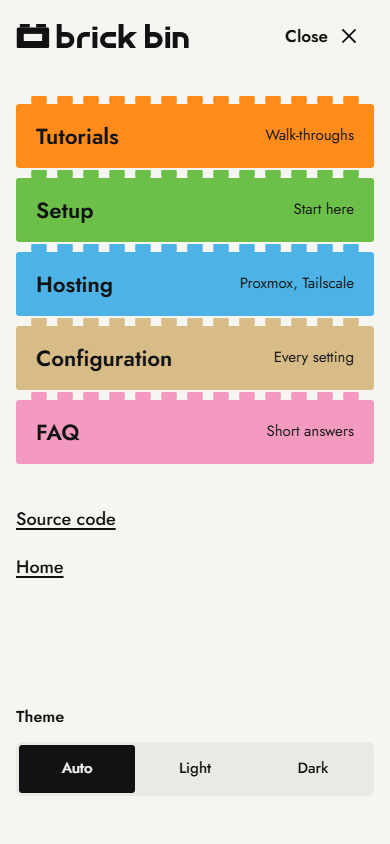 brick bin
Close
Tutorials Walk-throughs
Setup Start here
Hosting Proxmox, Tailscale
Configuration Every setting
FAQ Short answers
Source code
Home
Theme
Auto Light Dark